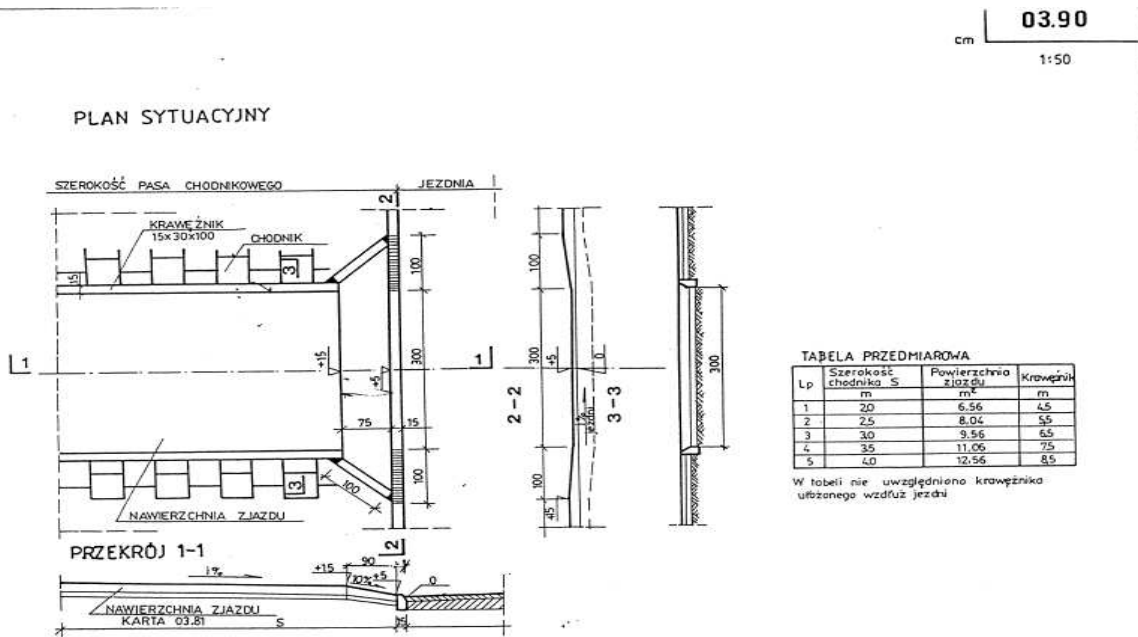 03.90
cm
1:50
PLAN SYTUACYJNY
SZEROKOŚĆ PASA CHODNIKOWEGO
JEZDNIA
2
KRAWĘŻNIK
15x30x100
CHODNIK
3
15
100
1
+15
+5
300
1
75
15
100
3
100
NAWIERZCHNIA ZJAZDU
2
100
300
+5
0
2-2
jezdni
3-3
100
300
PRZEKRÓJ 1-1
1%
+15
90
10%
+5
0
NAWIERZCHNIA ZJAZDU
KARTA 03.81
S
15
TABELA PRZEDMIAROWA
Lp Szerokość chodnika S Powierzchnia zjazdu Krawężnik
m m² m
1 2,0 6,56 4,5
2 2,5 8,04 5,5
3 3,0 9,56 6,5
4 3,5 11,06 7,5
5 4,0 12,56 8,5
W tabeli nie uwzględniono krawężnika
ułożonego wzdłuż jezdni